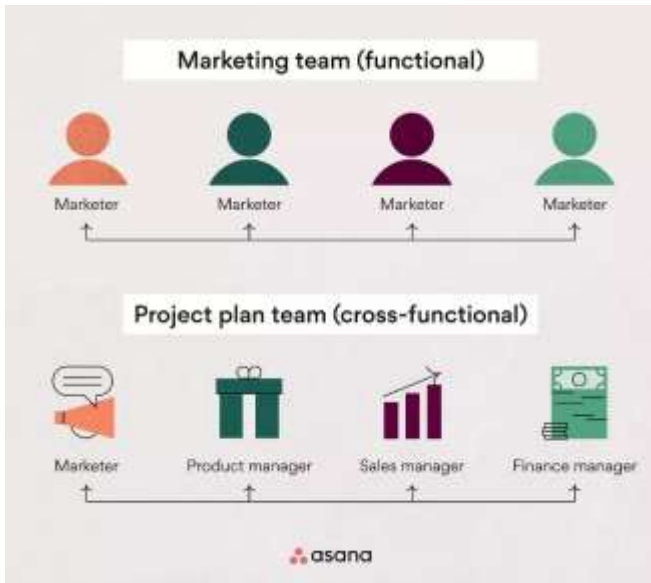 Marketing team (functional)
Marketer Marketer Marketer Marketer
Project plan team (cross-functional)
Marketer Product manager Sales manager Finance manager
asana